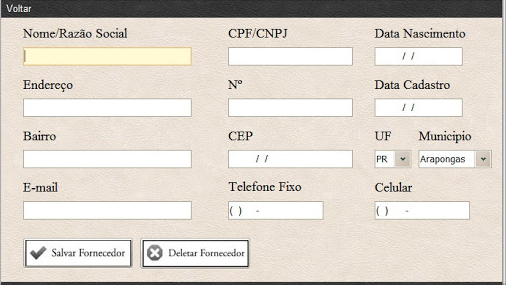 Voltar
Nome/Razão Social CPF/CNPJ Data Nascimento
/ /
Endereço Nº Data Cadastro
/ /
Bairro CEP UF Municipio
/ / PR Arapongas
E-mail Telefone Fixo Celular
( ) - ( ) -
Salvar Fornecedor Deletar Fornecedor